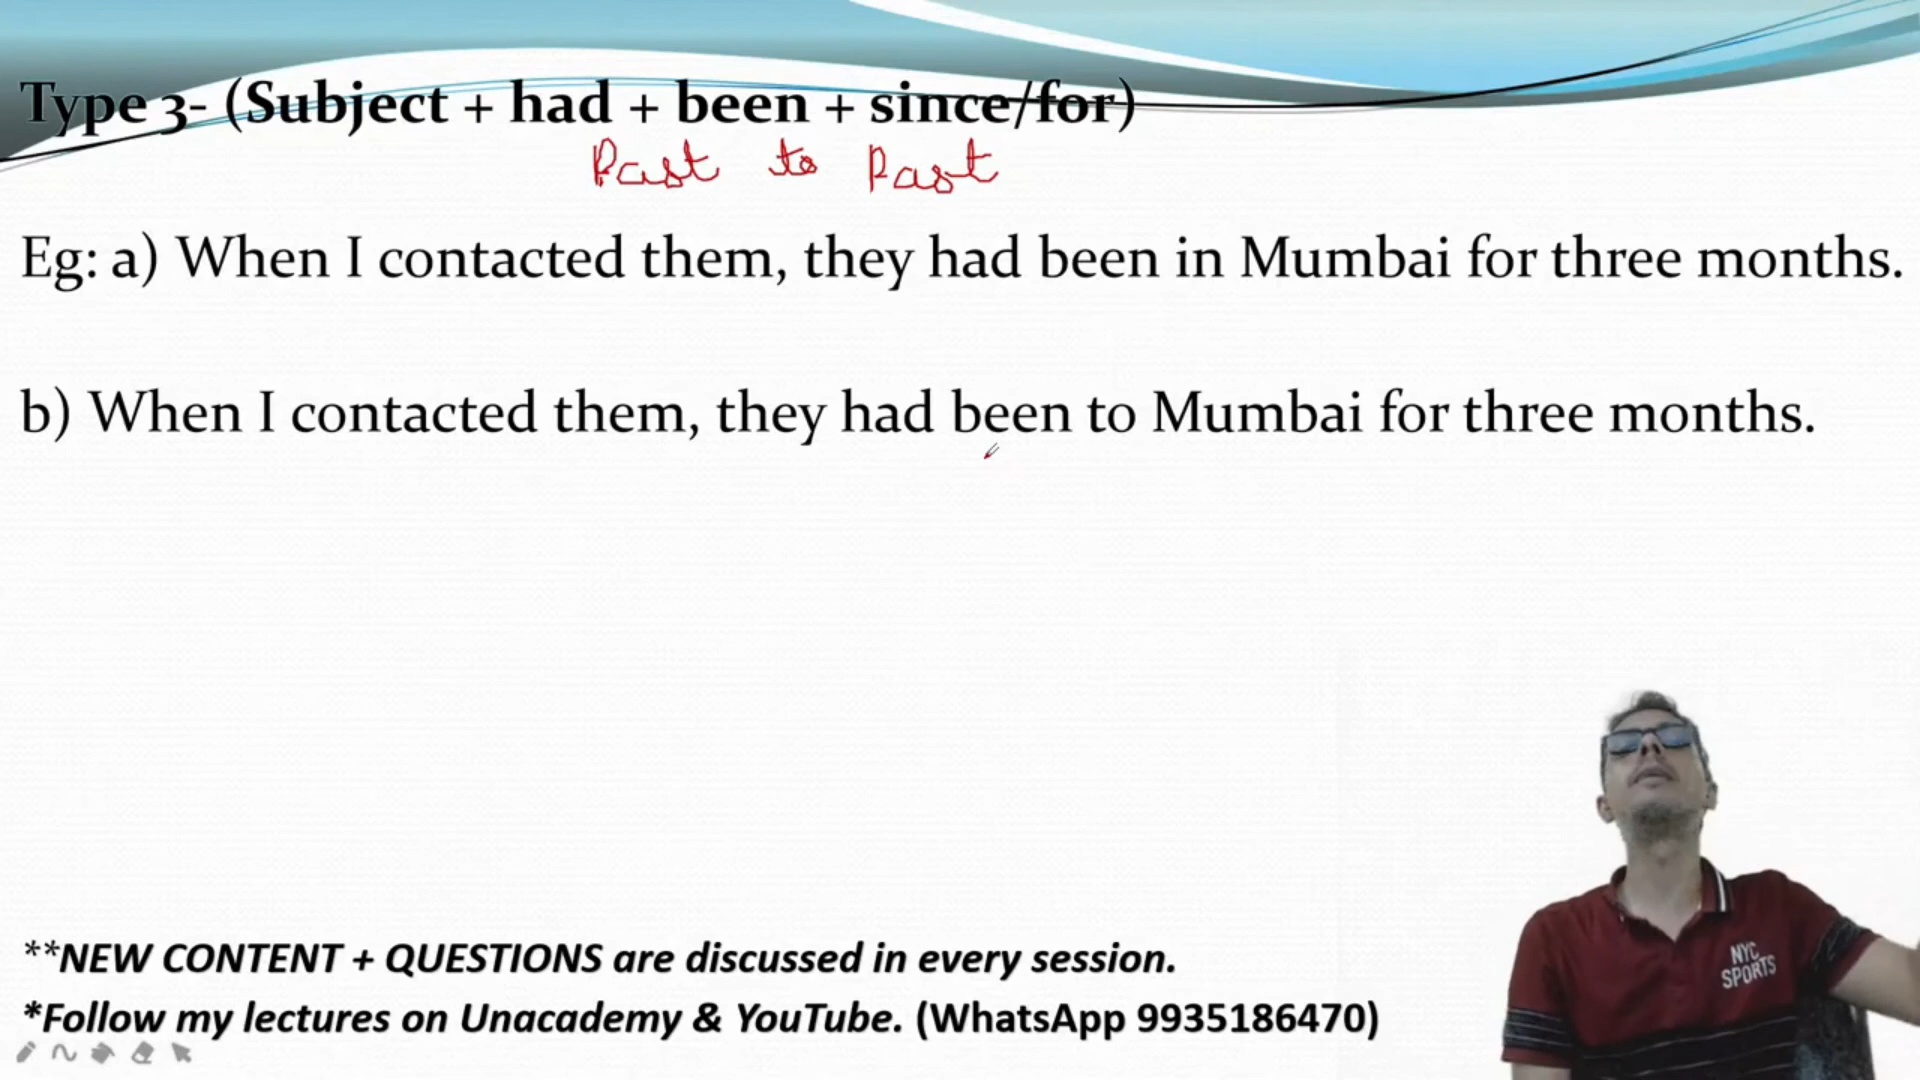 Type 3- (Subject + had + been + since/for)
Past to Past
Eg: a) When I contacted them, they had been in Mumbai for three months.
b) When I contacted them, they had been to Mumbai for three months.
NYC
SPORTS
**NEW CONTENT + QUESTIONS are discussed in every session.
*Follow my lectures on Unacademy & YouTube. (WhatsApp 9935186470)